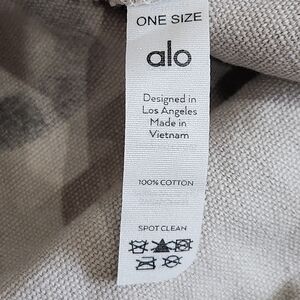 ONE SIZE
alo
Designed in
Los Angeles
Made in
Vietnam
100% COTTON
SPOT CLEAN